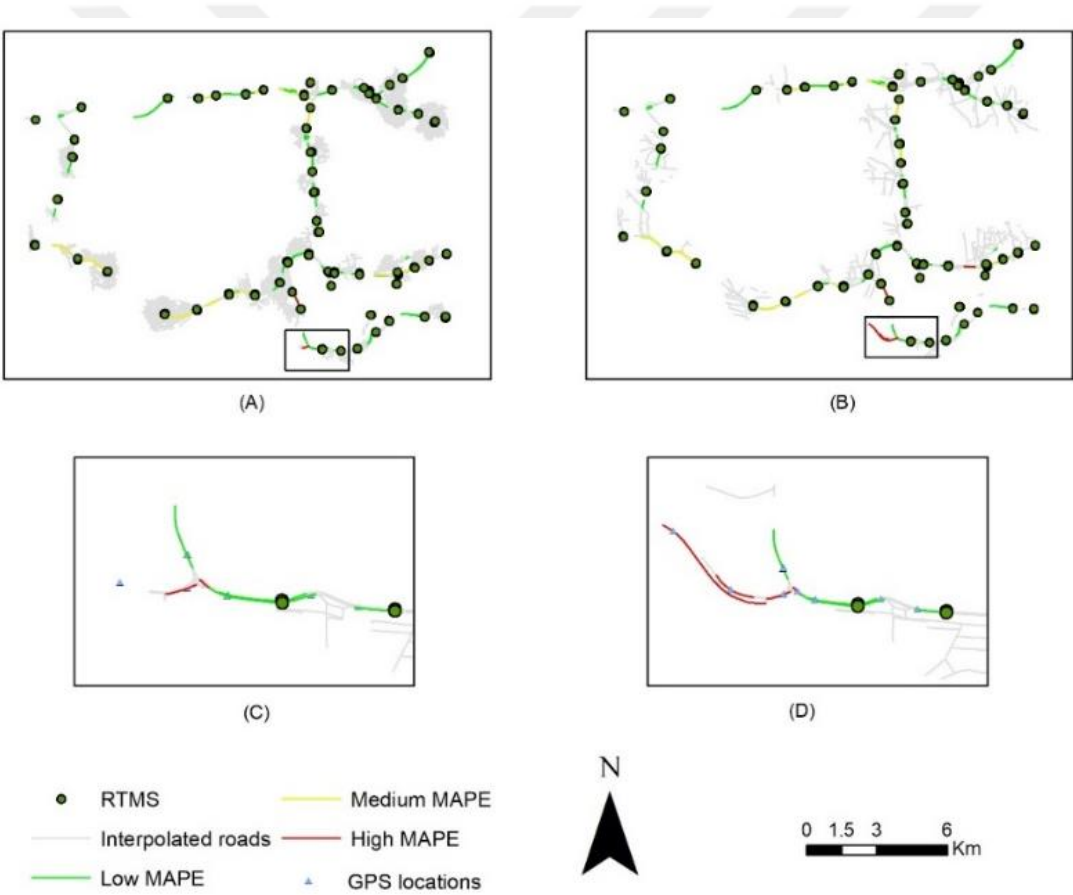 (A)
(B)
(C)
(D)
RTMS
Medium MAPE
Interpolated roads
High MAPE
Low MAPE
GPS locations
N
0 1.5 3 6
Km